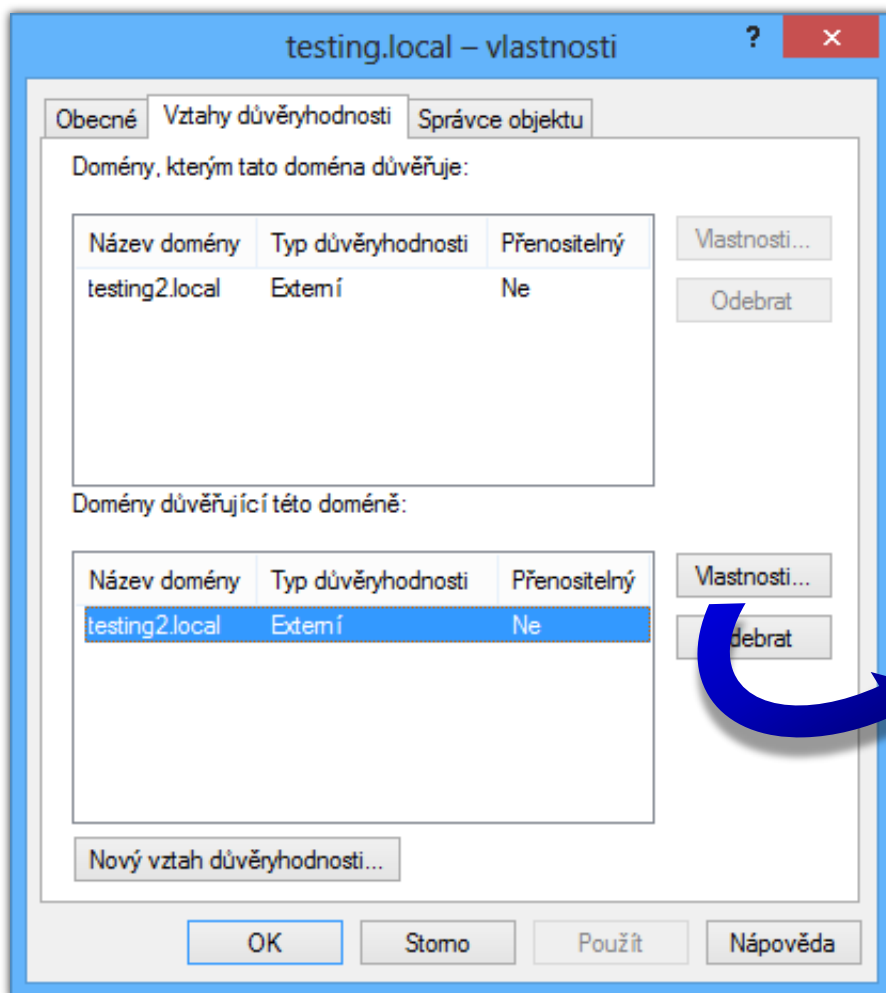 testing.local – vlastnosti
?
Obecné Vztahy důvěryhodnosti Správce objektu
Domény, kterým tato doména důvěřuje:
Název domény Typ důvěryhodnosti Přenositelný
testing2.local Externí Ne
Vlastnosti...
Odebrat
Domény důvěřující této doméně:
Název domény Typ důvěryhodnosti Přenositelný
testing2.local Externí Ne
Vlastnosti...
Odebrat
Nový vztah důvěryhodnosti...
OK Storno Použít Nápověda